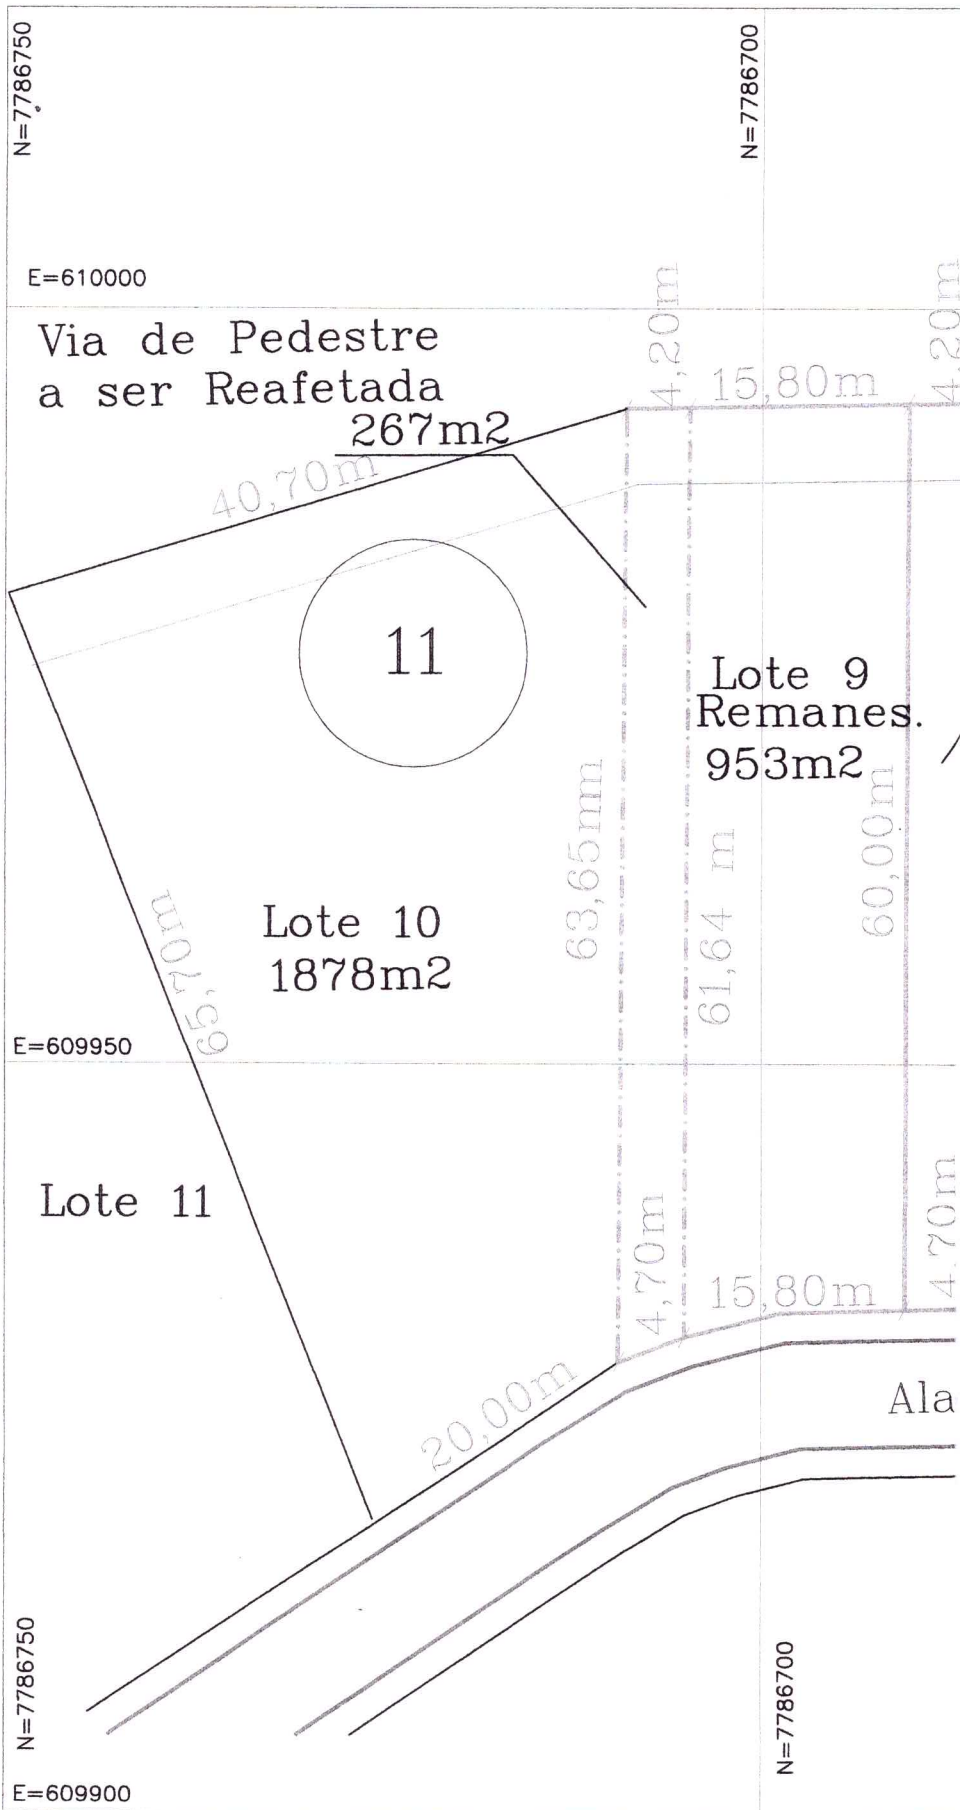 N=7786750
N=7786700
E=610000
Via de Pedestre
a ser Reafetada
267m2
4,20m
15,80m
4,20m
40,70m
11
Lote 9
Remanes.
953m2
63,65m
61,64 m
60,00m
65,70m
Lote 10
1878m2
E=609950
Lote 11
4,70m
15,80m
4.70m
20,00m
Ala
N=7786750
N=7786700
E=609900